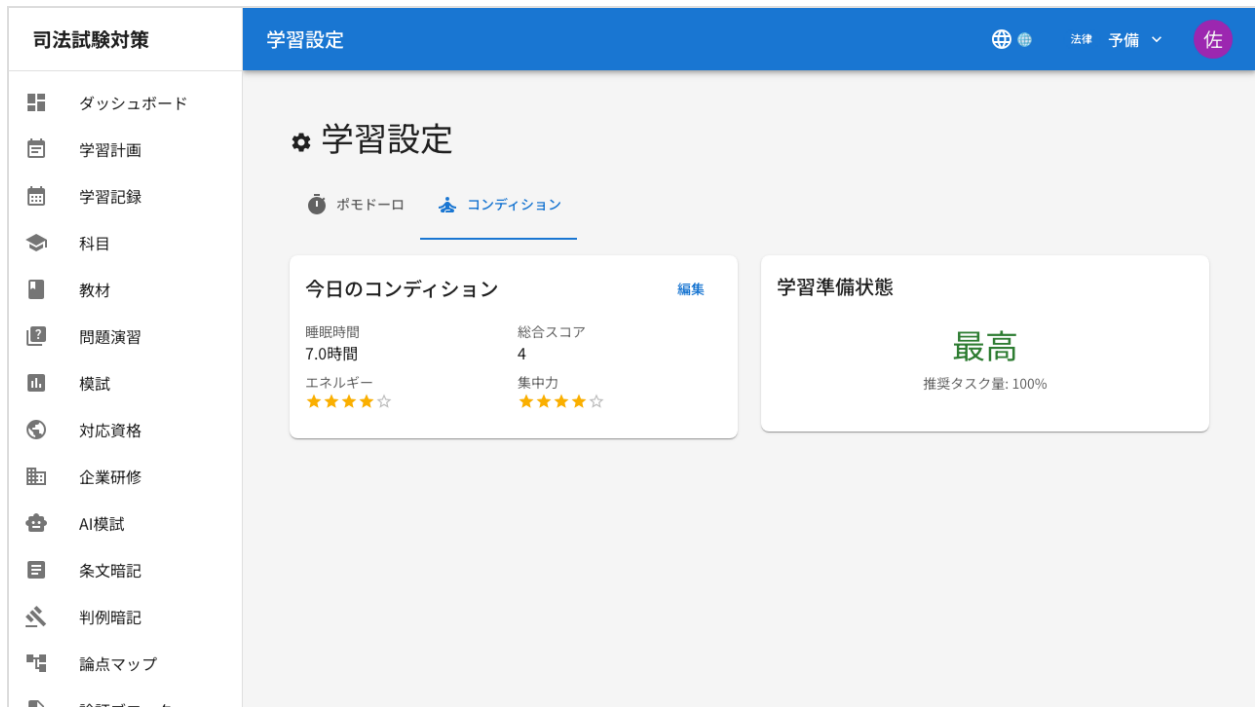 司法試験対策
学習設定
法律 予備
佐
ダッシュボード
学習計画
学習記録
科目
教材
問題演習
模試
対応資格
企業研修
AI模試
条文暗記
判例暗記
論点マップ
学習設定
ポモドーロ
コンディション
今日のコンディション
編集
睡眠時間
7.0時間
総合スコア
4
エネルギー
★★★★☆
集中力
★★★★☆
学習準備状態
最高
推奨タスク量: 100%